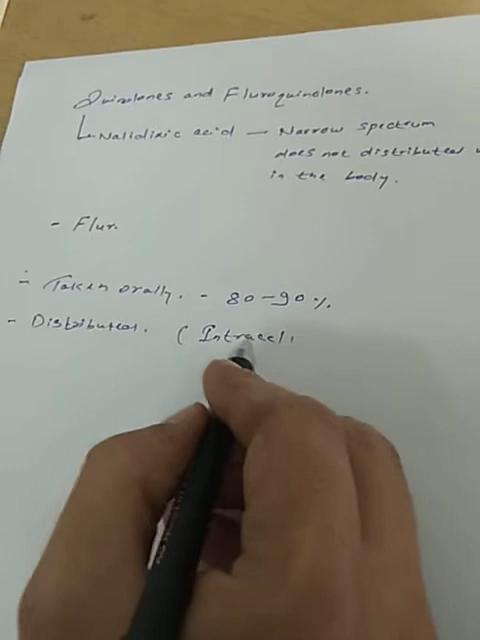 Quinolones and Fluroquinolones.
Nalidixic acid — Narrow spectrum
does not distributed
in the body.
- Flur.
- Taken orally. - 80-90%
- Distributed. (Intracel